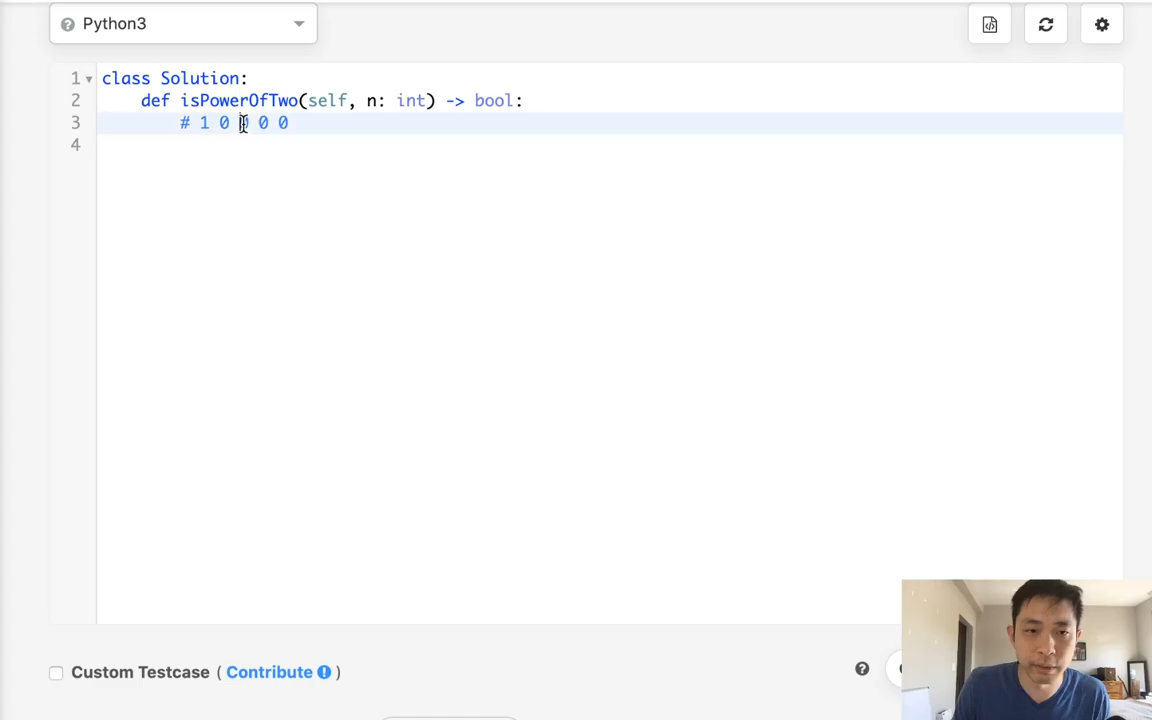 Python3
1 class Solution:
2 def isPowerOfTwo(self, n: int) -> bool:
3 # 1 0 0 0 0
4
Custom Testcase ( Contribute )